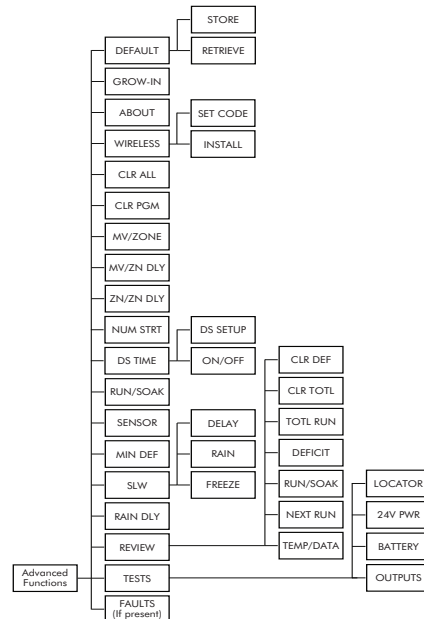 STORE
DEFAULT
RETRIEVE
GROW-IN
ABOUT
SET CODE
WIRELESS
INSTALL
CLR ALL
CLR PGM
MV/ZONE
MV/ZN DLY
ZN/ZN DLY
NUM STRT
DS SETUP
DS TIME
ON/OFF
CLR DEF
RUN/SOAK
CLR TOTL
SENSOR
DELAY
TOTL RUN
MIN DEF
RAIN
DEFICIT
SLW
FREEZE
RUN/SOAK
LOCATOR
RAIN DLY
NEXT RUN
24V PWR
REVIEW
TEMP/DATA
BATTERY
Advanced
Functions
TESTS
OUTPUTS
FAULTS
(If present)